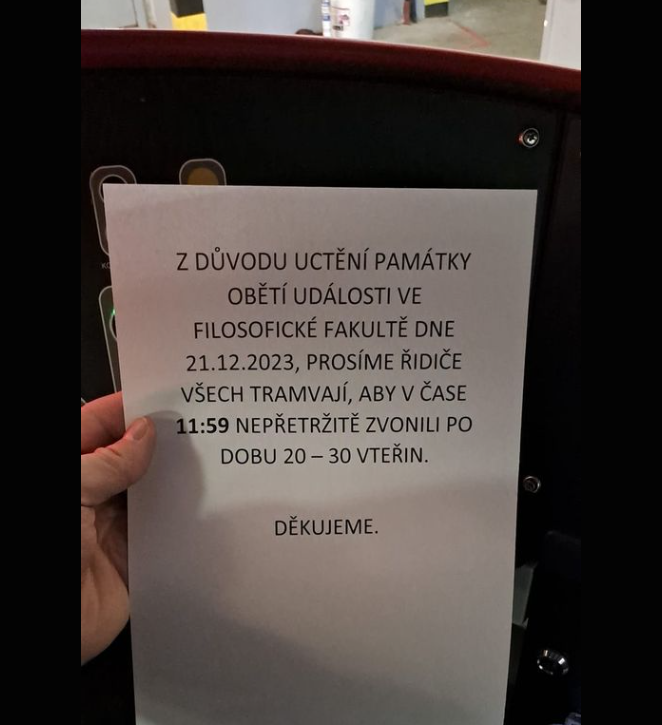 Z DŮVODU UCTĚNÍ PAMÁTKY
OBĚTÍ UDÁLOSTI VE
FILOSOFICKÉ FAKULTĚ DNE
21.12.2023, PROSÍME ŘIDIČE
VŠECH TRAMVAJÍ, ABY V ČASE
11:59 NEPŘETRŽITĚ ZVONILI PO
DOBU 20 – 30 VTEŘIN.
DĚKUJEME.